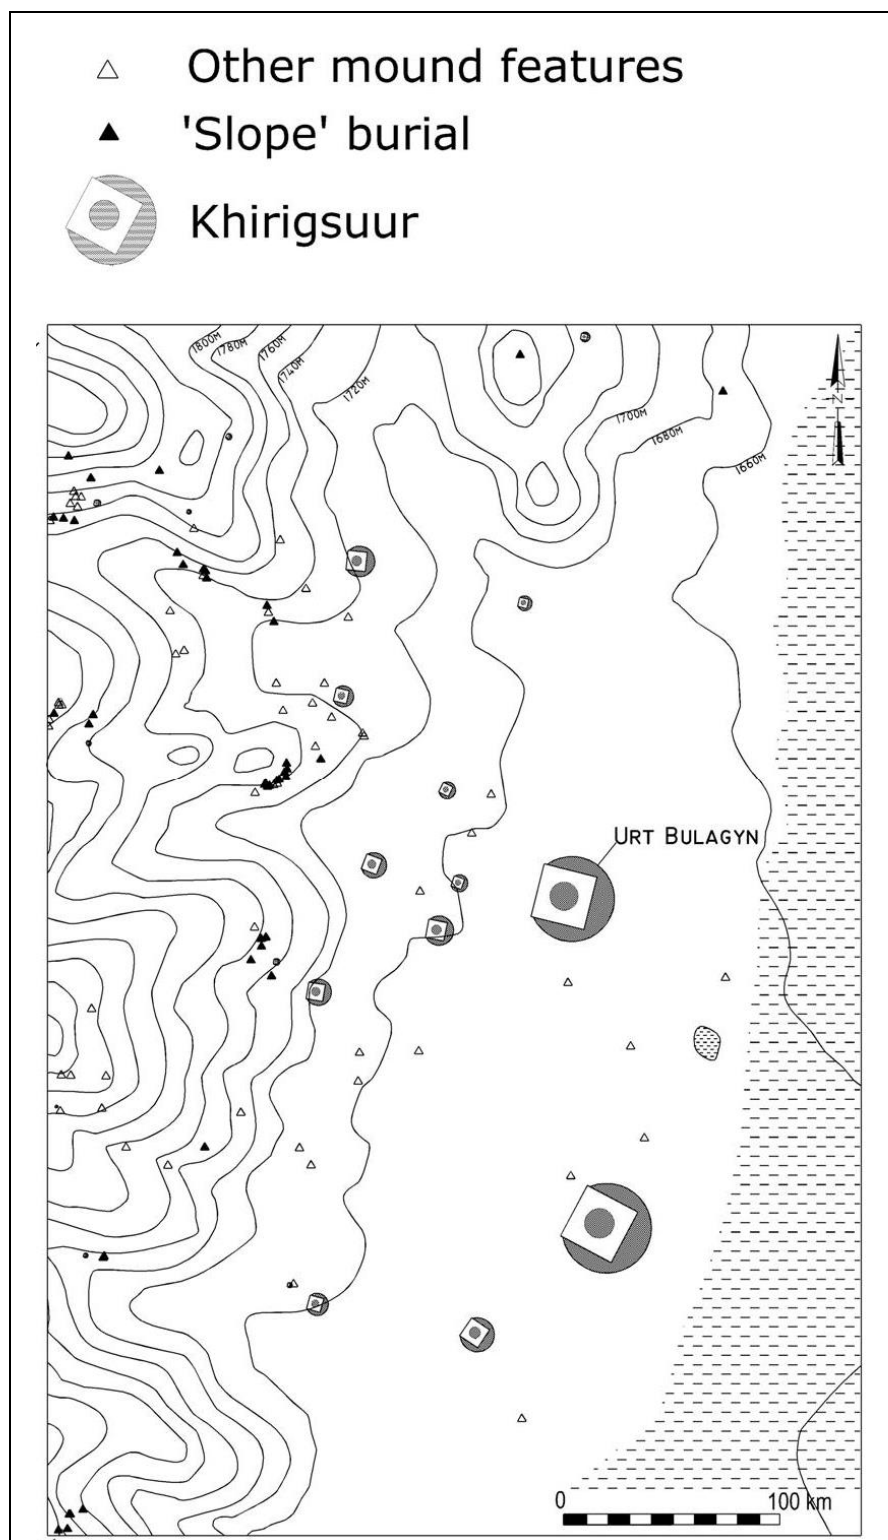 Other mound features
'Slope' burial
Khirigsuur
1800M
1780M
1760M
1740M
1720M
1700M
1680M
1660M
N
URT BULAGYN
0
100 km